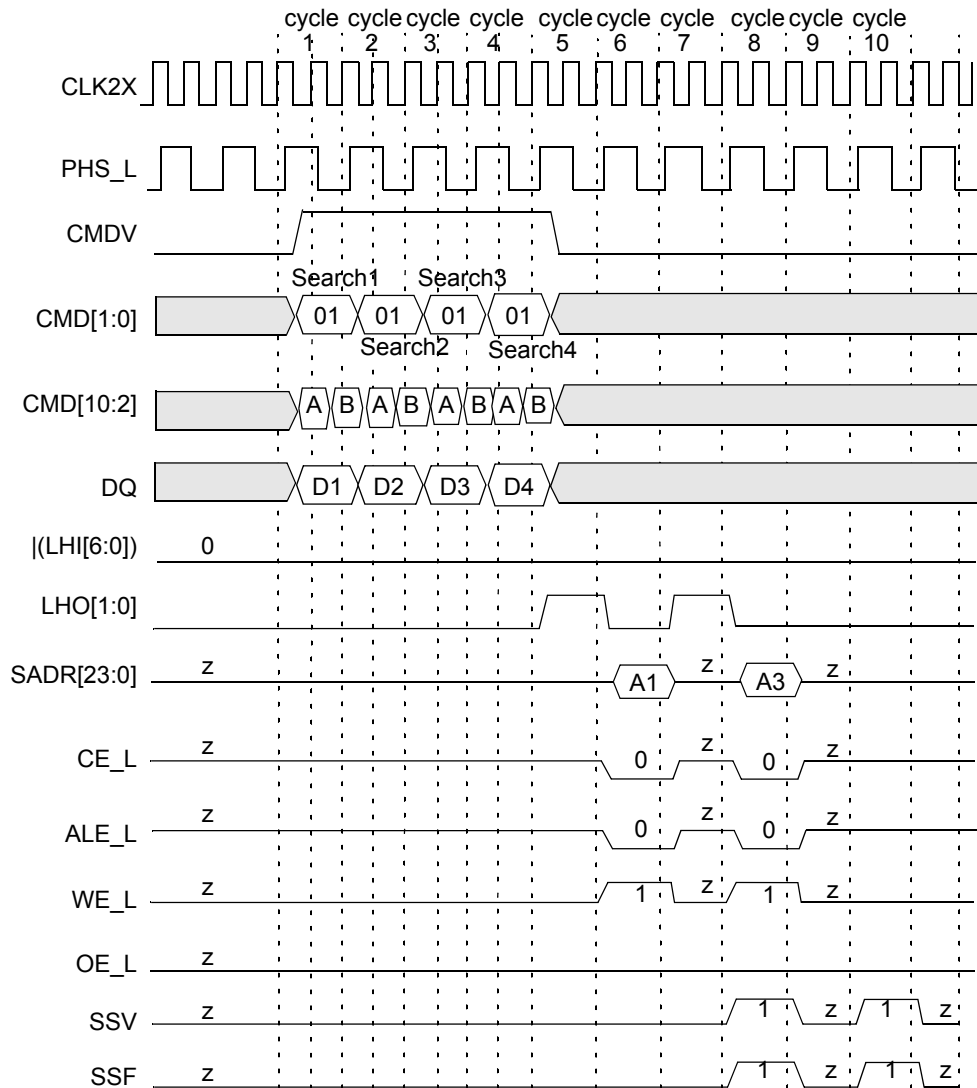 cycle cycle cycle cycle cycle cycle cycle cycle cycle cycle
1 2 3 4 5 6 7 8 9 10
CLK2X
PHS_L
CMDV
Search1 Search3
CMD[1:0] 01 01 01 01
Search2 Search4
CMD[10:2] A B A B A B A B
DQ D1 D2 D3 D4
|(LHI[6:0]) 0
LHO[1:0]
SADR[23:0] z A1 z A3 z
CE_L z 0 z 0 z
ALE_L z 0 z 0 z
WE_L z 1 z 1 z
OE_L z
SSV z 1 z 1 z
SSF z 1 z 1 z